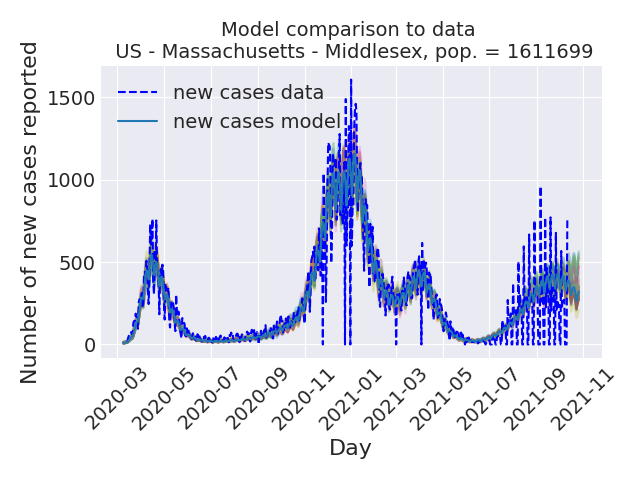 Model comparison to data
US - Massachusetts - Middlesex, pop. = 1611699
Number of new cases reported
1500
1000
500
0
new cases data
new cases model
2020-03
2020-05
2020-07
2020-09
2020-11
2021-01
2021-03
2021-05
2021-07
2021-09
2021-11
Day